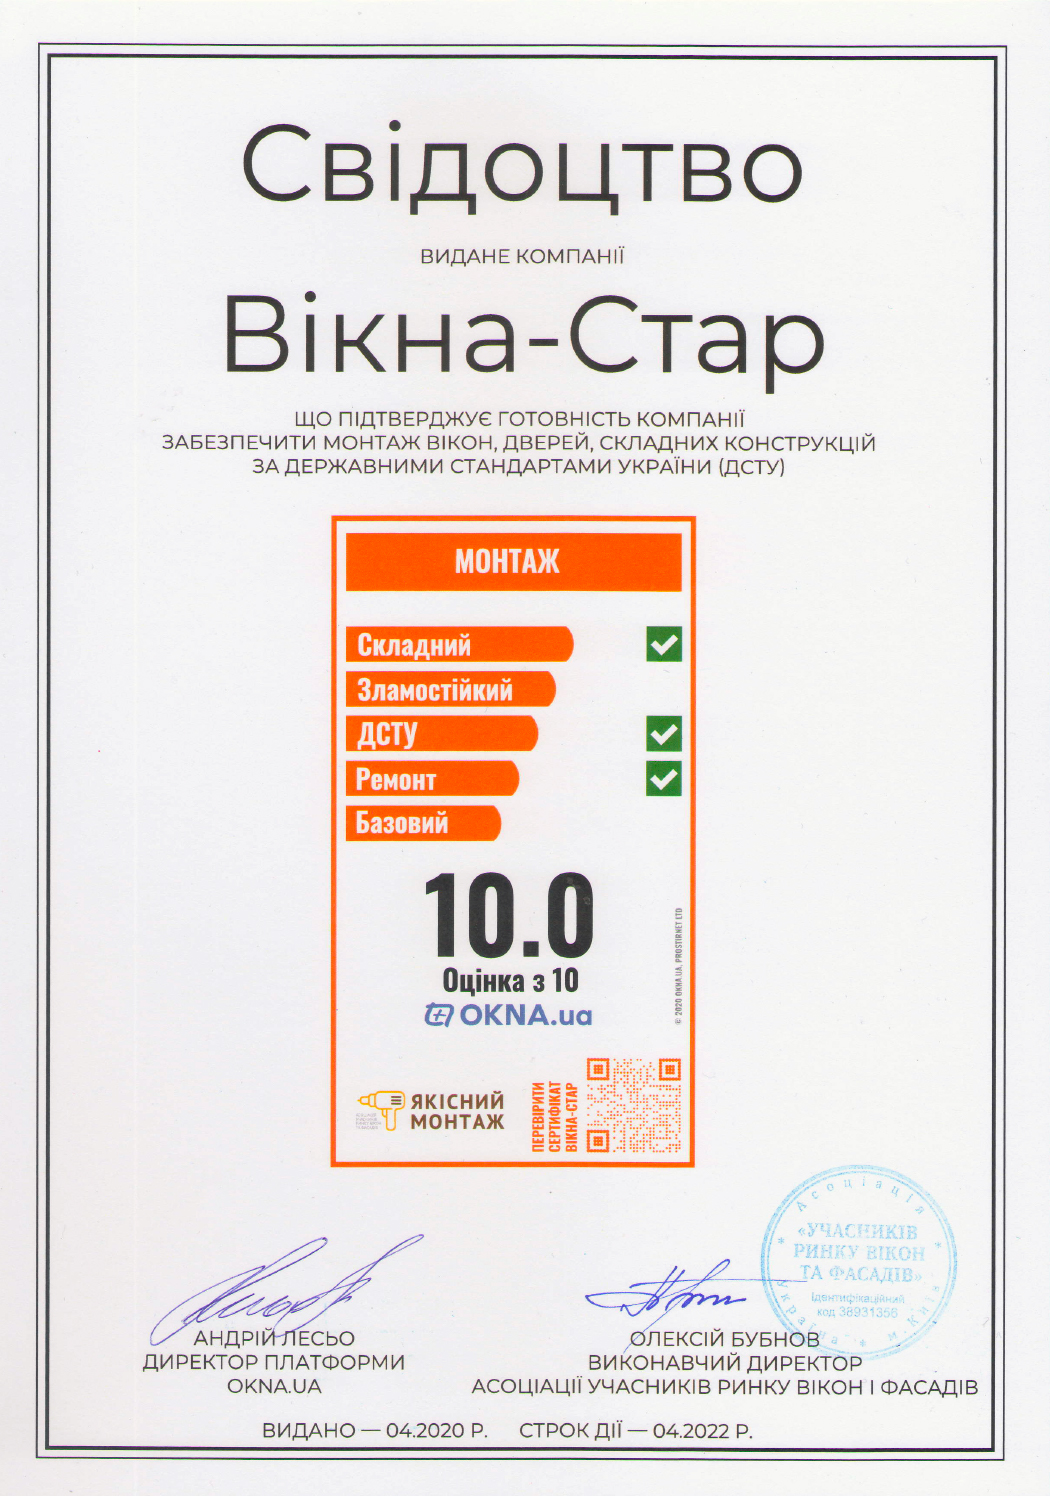 Свідоцтво
ВИДАНЕ КОМПАНІЇ
Вікна-Стар
ЩО ПІДТВЕРДЖУЄ ГОТОВНІСТЬ КОМПАНІЇ
ЗАБЕЗПЕЧИТИ МОНТАЖ ВІКОН, ДВЕРЕЙ, СКЛАДНИХ КОНСТРУКЦІЙ
ЗА ДЕРЖАВНИМИ СТАНДАРТАМИ УКРАЇНИ (ДСТУ)
МОНТАЖ
Складний
Зламостійкий
ДСТУ
Ремонт
Базовий
10.0
Оцінка з 10
OKNA.ua
© 2020 OKNA.UA, PROSTIRNET LTD
ЯКІСНИЙ
МОНТАЖ
ПЕРЕВІРИТИ
СЕРТИФІКАТ
ВІКНА-СТАР
Асоціація
«УЧАСНИКІВ
РИНКУ ВІКОН
ТА ФАСАДІВ»
Ідентифікаційний
код 38931356
Україна * м. Київ
АНДРІЙ ЛЕСЬО
ДИРЕКТОР ПЛАТФОРМИ
OKNA.UA
ОЛЕКСІЙ БУБНОВ
ВИКОНАВЧИЙ ДИРЕКТОР
АСОЦІАЦІЇ УЧАСНИКІВ РИНКУ ВІКОН І ФАСАДІВ
ВИДАНО — 04.2020 Р. СТРОК ДІЇ — 04.2022 Р.